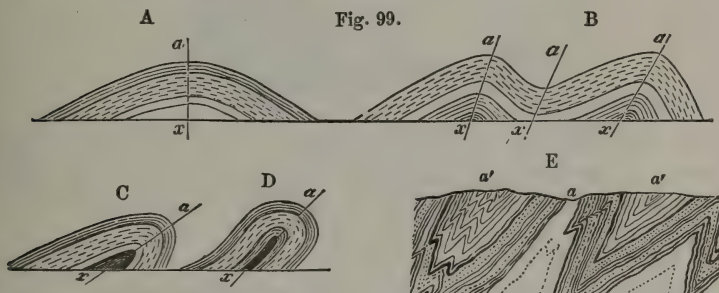 A Fig. 99. B
a a a a
x x x x
C D E
a a a' a a'
x x